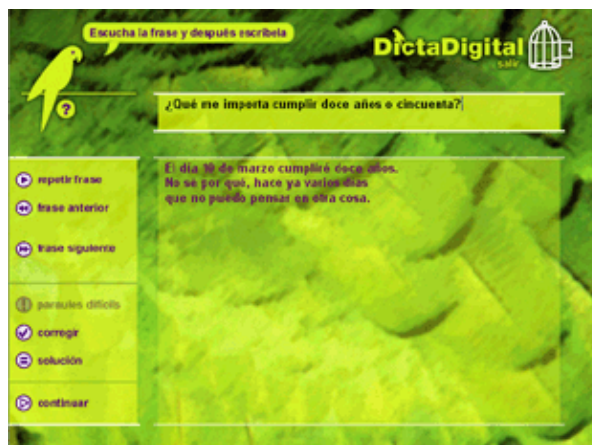 Escucha la frase y después escríbela
DictaDigital
salir
?
¿Qué me importa cumplir doce años o cincuenta?
El día 19 de marzo cumpliré doce años.
No sé por qué, hace ya varios días
que no puedo pensar en otra cosa.
repetir frase
frase anterior
frase siguiente
paraules difícils
corregir
solución
continuar